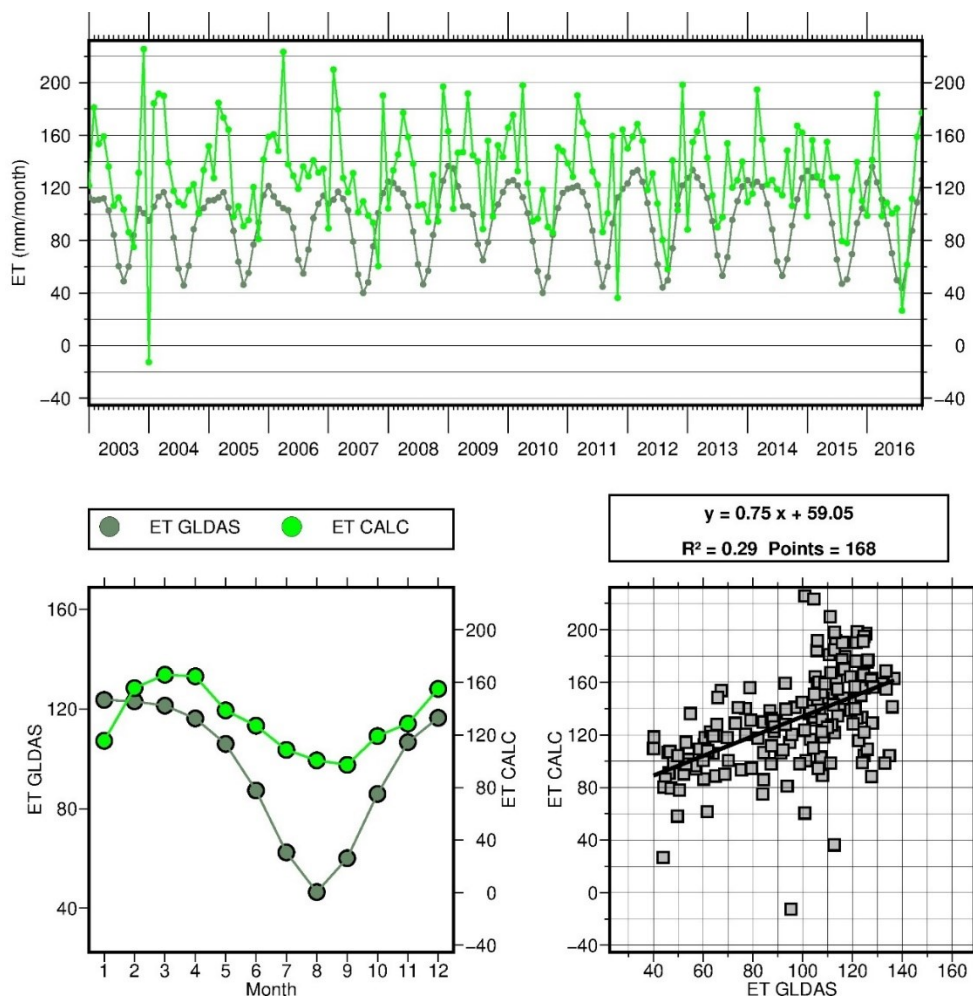 200
160
120
80
40
0
−40
ET (mm/month)
200
160
120
80
40
0
−40
2003 2004 2005 2006 2007 2008 2009 2010 2011 2012 2013 2014 2015 2016
ET GLDAS ET CALC
y = 0.75 x + 59.05
R² = 0.29 Points = 168
160
120
80
40
ET GLDAS
200
160
120
80
40
0
−40
ET CALC
1 2 3 4 5 6 7 8 9 10 11 12
Month
200
160
120
80
40
0
−40
ET CALC
40 60 80 100 120 140 160
ET GLDAS